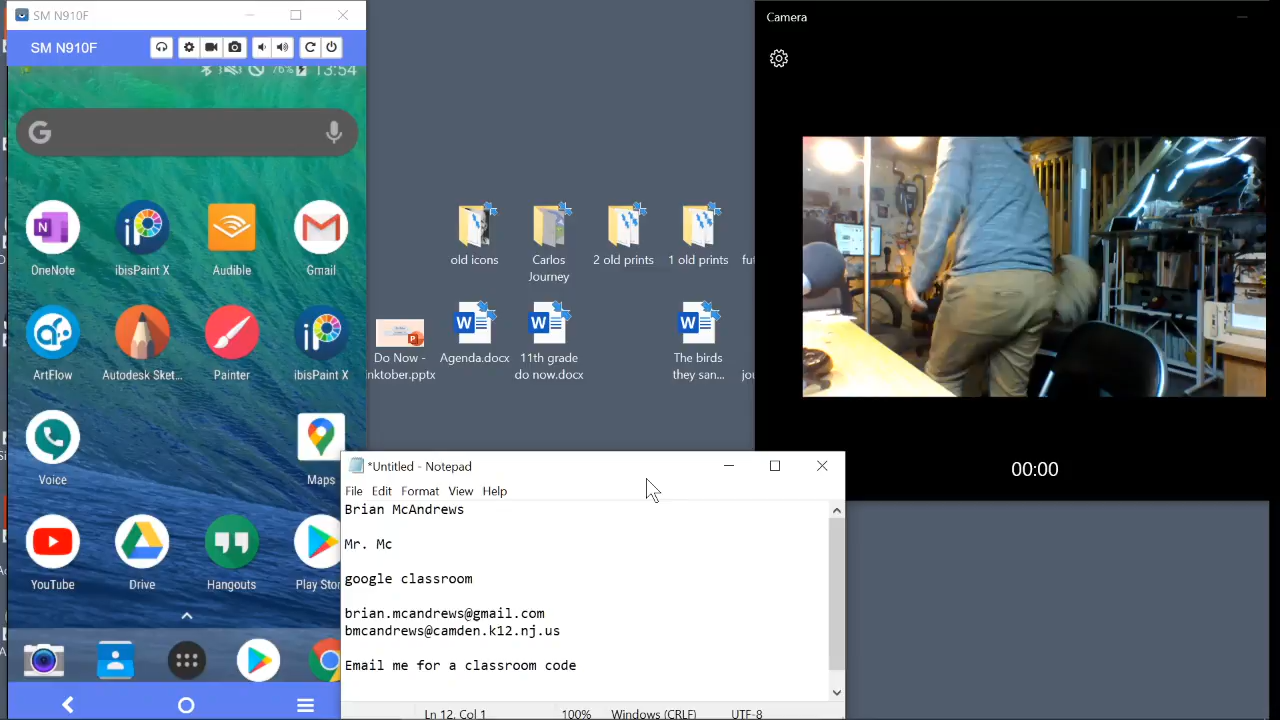 SM N910F
SM N910F
76%
13:54
OneNote
ibisPaint X
Audible
Gmail
ArtFlow
Autodesk Sket...
Painter
ibisPaint X
Voice
Maps
YouTube
Drive
Hangouts
Play Stor
old icons
Carlos
Journey
2 old prints
1 old prints
Do Now -
nktober.pptx
Agenda.docx
11th grade
do now.docx
The birds
they san...
Camera
00:00
*Untitled - Notepad
File Edit Format View Help
Brian McAndrews
Mr. Mc
google classroom
brian.mcandrews@gmail.com
bmcandrews@camden.k12.nj.us
Email me for a classroom code
Ln 12, Col 1 100% Windows (CRLF) UTF-8